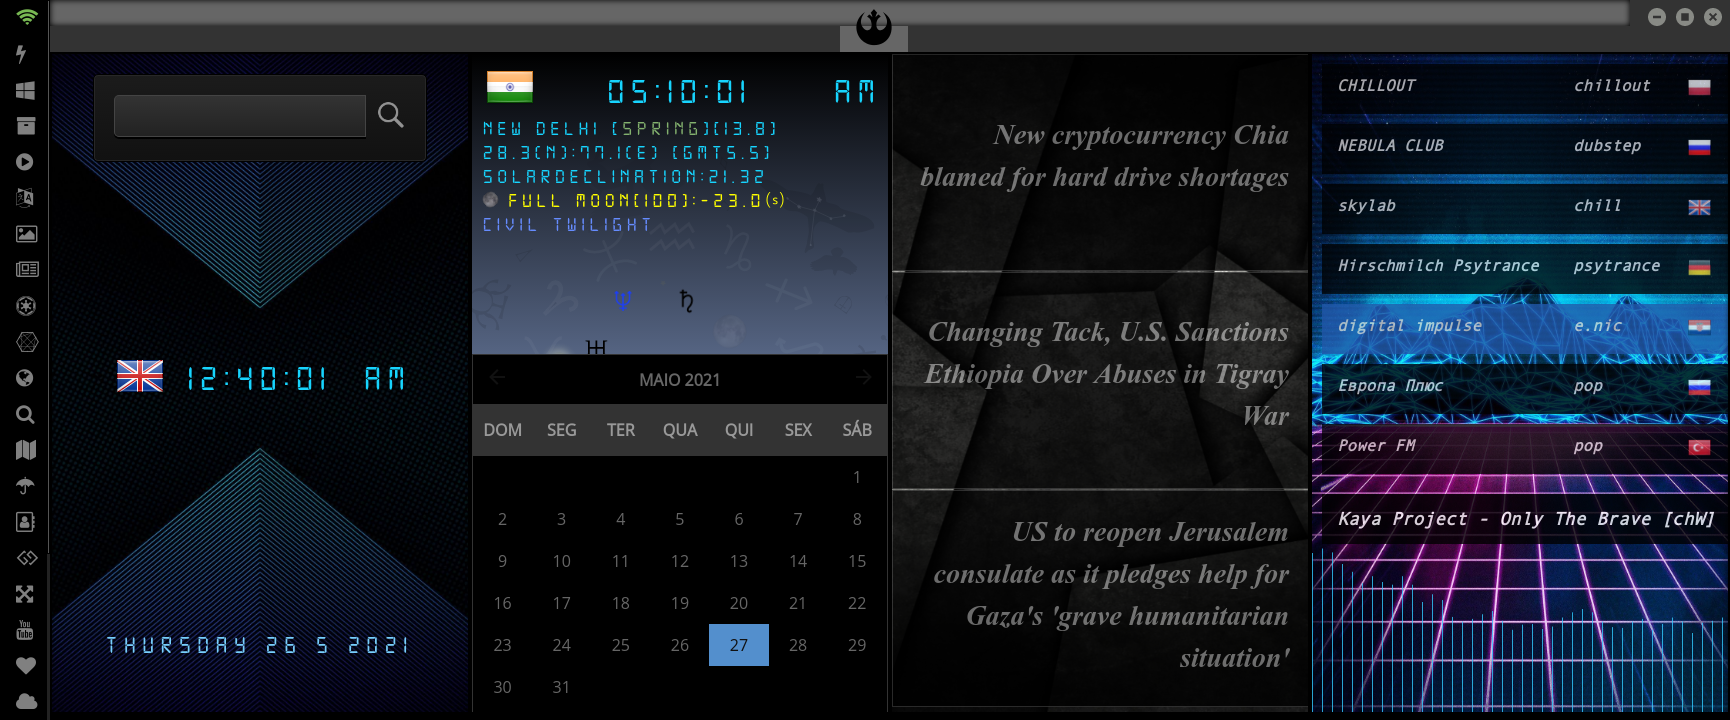 12:40:01 AM
THURSDAY 26 5 2021
05:10:01 AM
NEW DELHI [SPRING][13.8]
28.3(N):77.1(E) [GMT5.5]
SOLARDECLINATION:21.32
FULL MOON[100]:-23.0(s)
CIVIL TWILIGHT
MAIO 2021
DOM SEG TER QUA QUI SEX SÁB
1
2 3 4 5 6 7 8
9 10 11 12 13 14 15
16 17 18 19 20 21 22
23 24 25 26 27 28 29
30 31
New cryptocurrency Chia
blamed for hard drive shortages
Changing Tack, U.S. Sanctions
Ethiopia Over Abuses in Tigray
War
US to reopen Jerusalem
consulate as it pledges help for
Gaza's 'grave humanitarian
situation'
CHILLOUT chillout
NEBULA CLUB dubstep
skylab chill
Hirschmilch Psytrance psytrance
digital impulse e.nic
Европа Плюс pop
Power FM pop
Kaya Project - Only The Brave [chW]
You
Tube